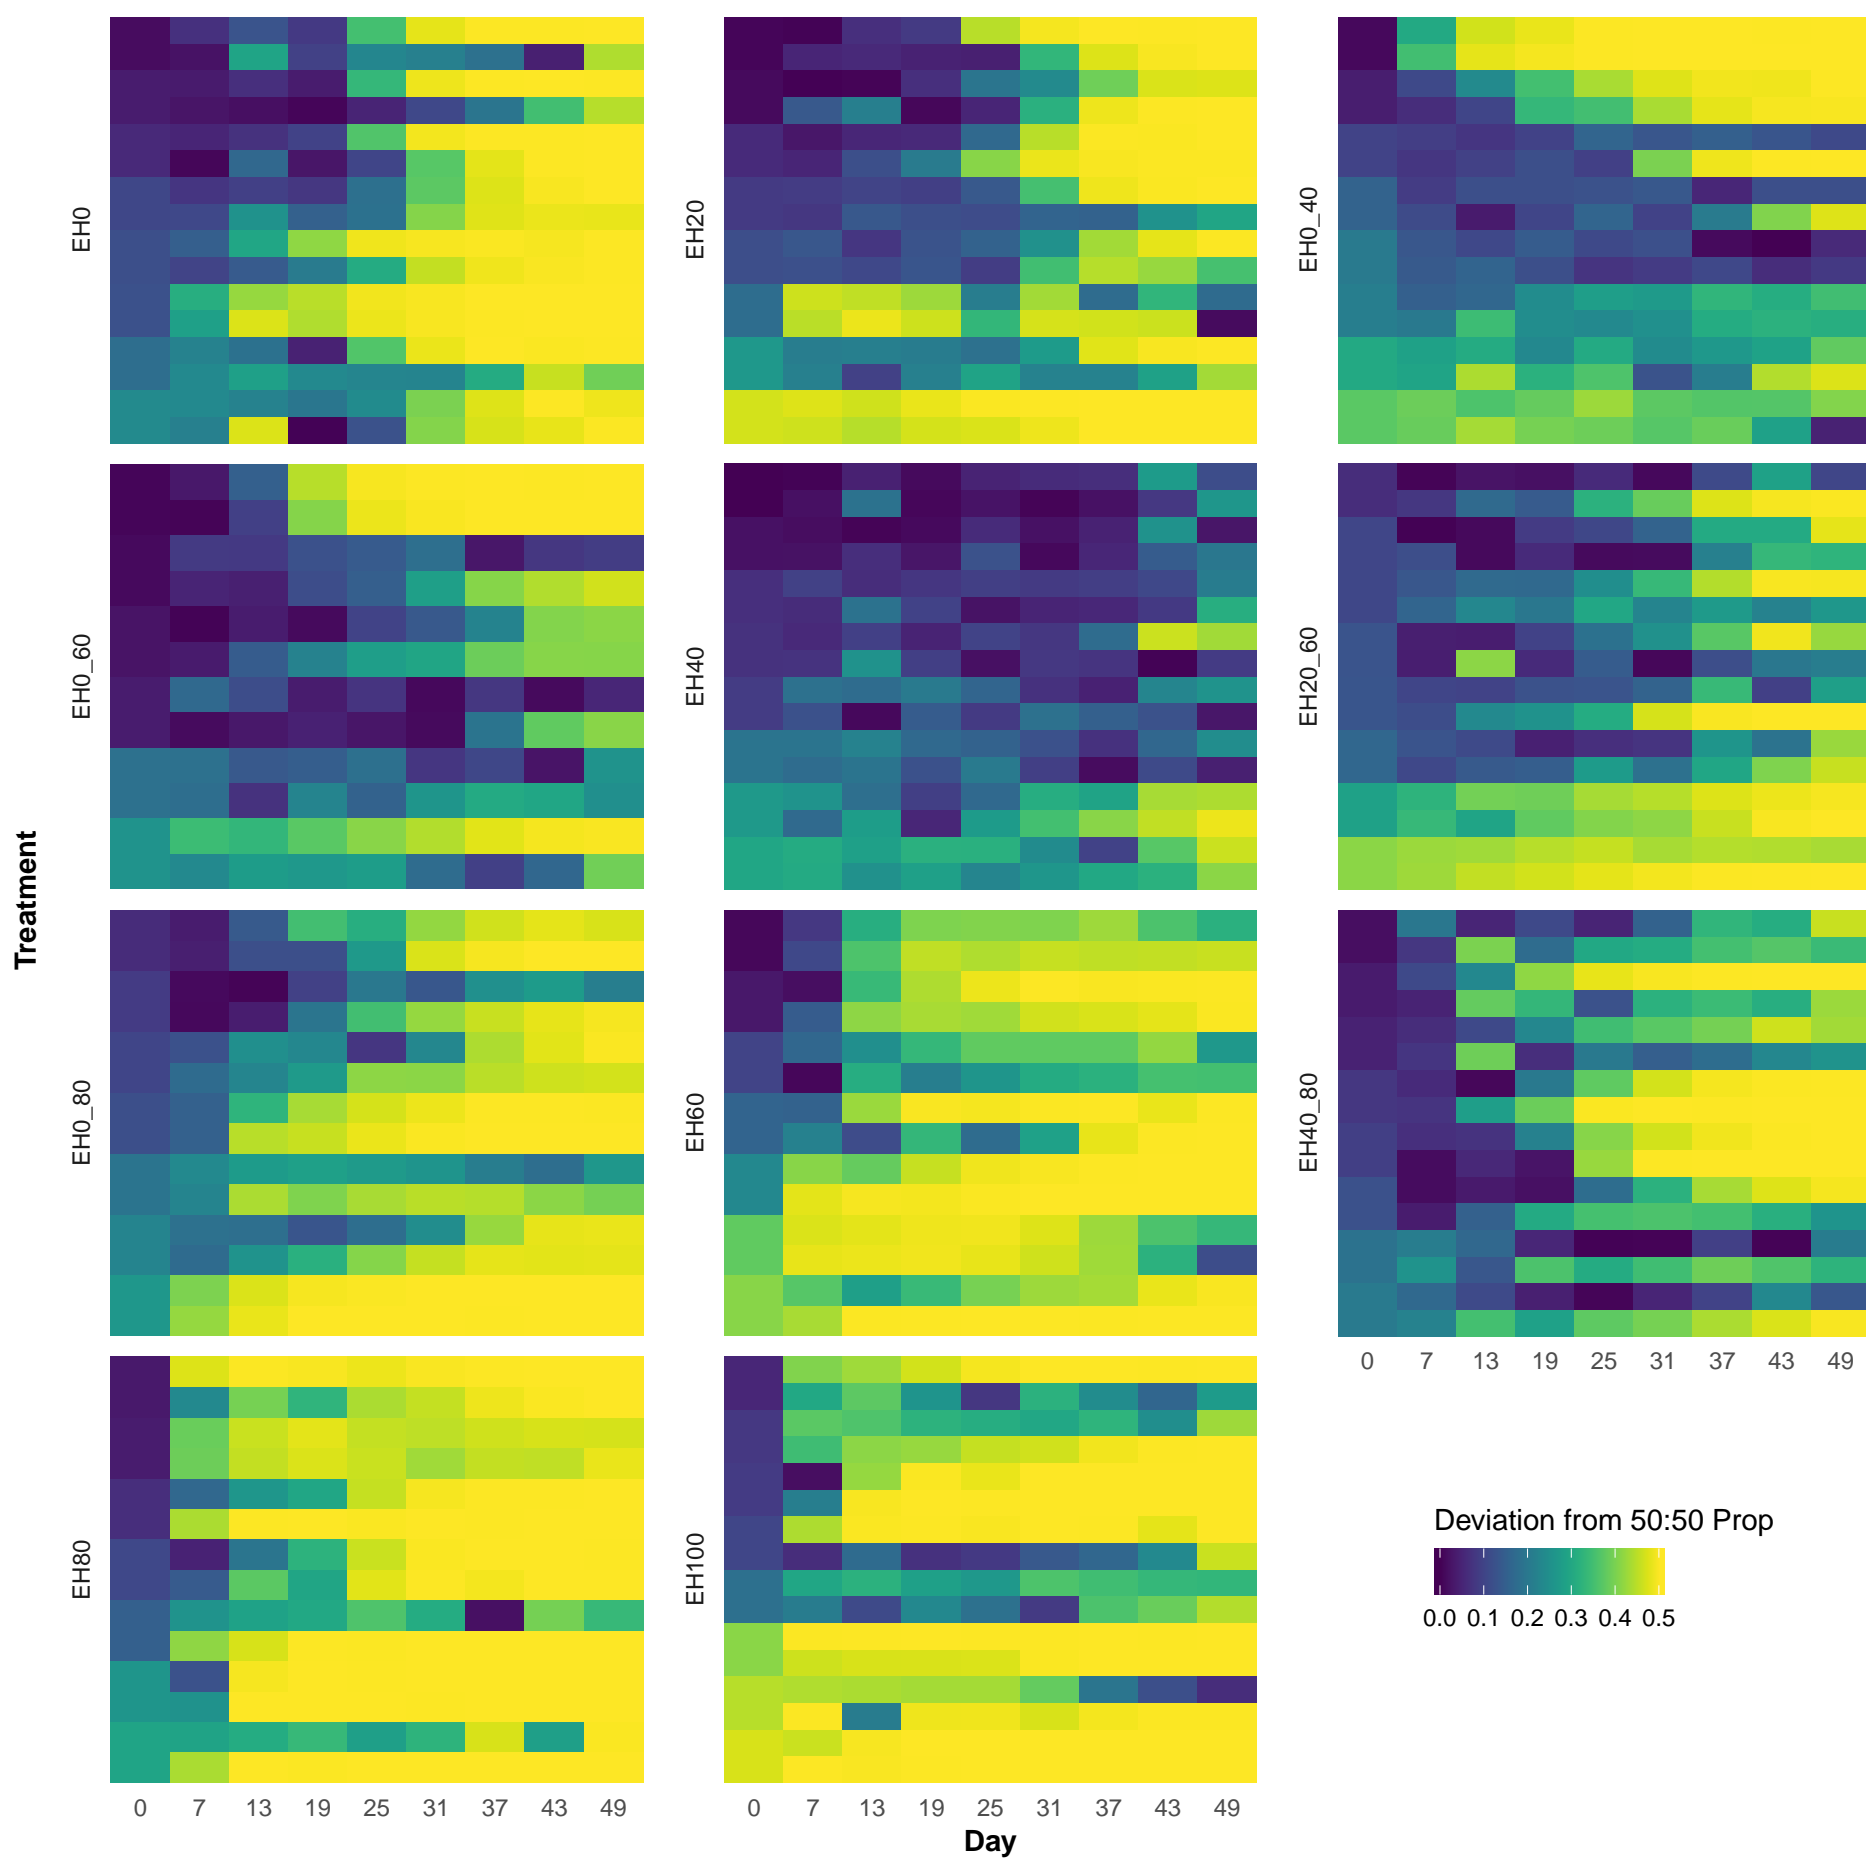 EH0
EH20
EH0_40
EH0_60
EH40
EH20_60
Treatment
EH0_80
EH60
EH40_80
0 7 13 19 25 31 37 43 49
EH80
EH100
Deviation from 50:50 Prop
0.0 0.1 0.2 0.3 0.4 0.5
0 7 13 19 25 31 37 43 49
0 7 13 19 25 31 37 43 49
Day